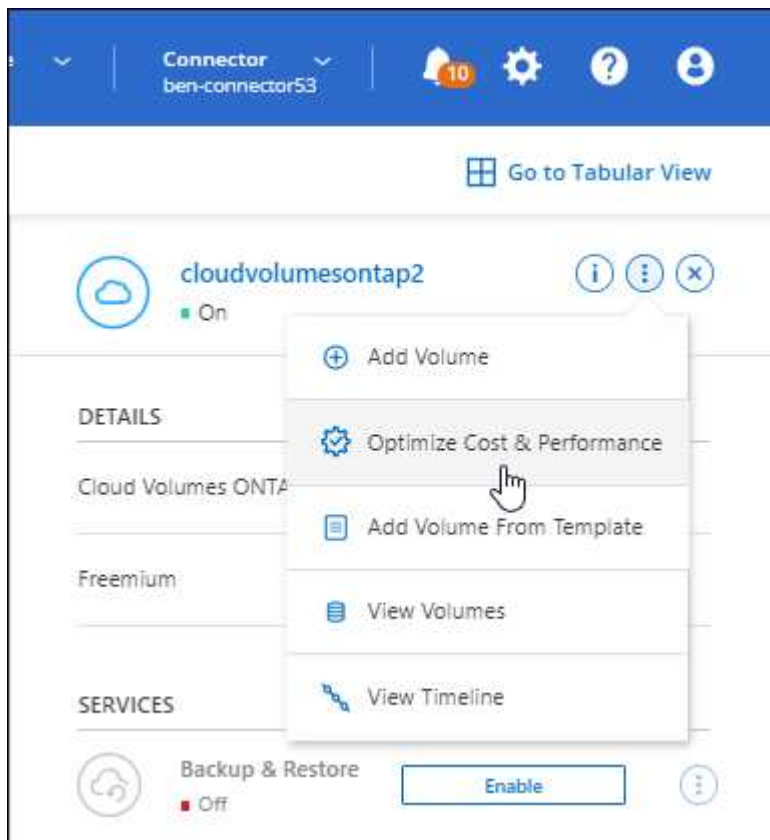 Connector
ben-connector53
10
Go to Tabular View
cloudvolumesontap2
On
Add Volume
DETAILS
Optimize Cost & Performance
Cloud Volumes ONTA
Add Volume From Template
Freemium
View Volumes
View Timeline
SERVICES
Backup & Restore
Enable
Off